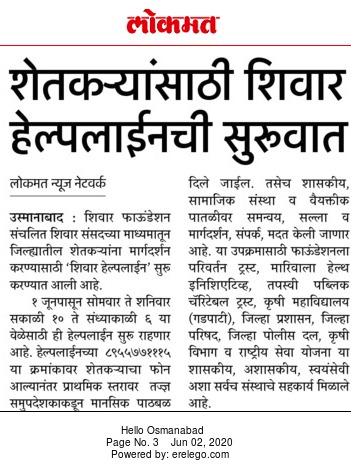 लोकमत
शेतकऱ्यांसाठी शिवार
हेल्पलाईनची सुरूवात
लोकमत न्यूज नेटवर्क
उस्मानाबाद : शिवार फाऊंडेशन
संचलित शिवार संसदच्या माध्यमातून
जिल्ह्यातील शेतकऱ्यांना मार्गदर्शन
करण्यासाठी 'शिवार हेल्पलाईन' सुरू
करण्यात आली आहे.
१ जूनपासून सोमवार ते शनिवार
सकाळी १० ते संध्याकाळी ६ या
वेळेसाठी ही हेल्पलाईन सुरू राहणार
आहे. हेल्पलाईनच्या ८९५५७७१११५
या क्रमांकावर शेतकऱ्याचा फोन
आल्यानंतर प्राथमिक स्तरावर तज्ज्ञ
समुपदेशकाकडून मानसिक पाठबळ
दिले जाईल. तसेच शासकीय,
सामाजिक संस्था व वैयक्तीक
पातळीवर समन्वय, सल्ला व
मार्गदर्शन, संपर्क, मदत केली जाणार
आहे. या उपक्रमासाठी फाऊंडेशनला
परिवर्तन ट्रस्ट, मारिवाला हेल्थ
इनिशिएटिव्ह, तपस्वी पब्लिक
चॅरिटेबल ट्रस्ट, कृषी महाविद्यालय
(गडपाटी), जिल्हा प्रशासन, जिल्हा
परिषद, जिल्हा पोलीस दल, कृषी
विभाग व राष्ट्रीय सेवा योजना या
शासकीय, अशासकीय, स्वयंसेवी
अशा सर्वच संस्थाचे सहकार्य मिळाले
आहे.
Hello Osmanabad
Page No. 3 Jun 02, 2020
Powered by: erelego.com